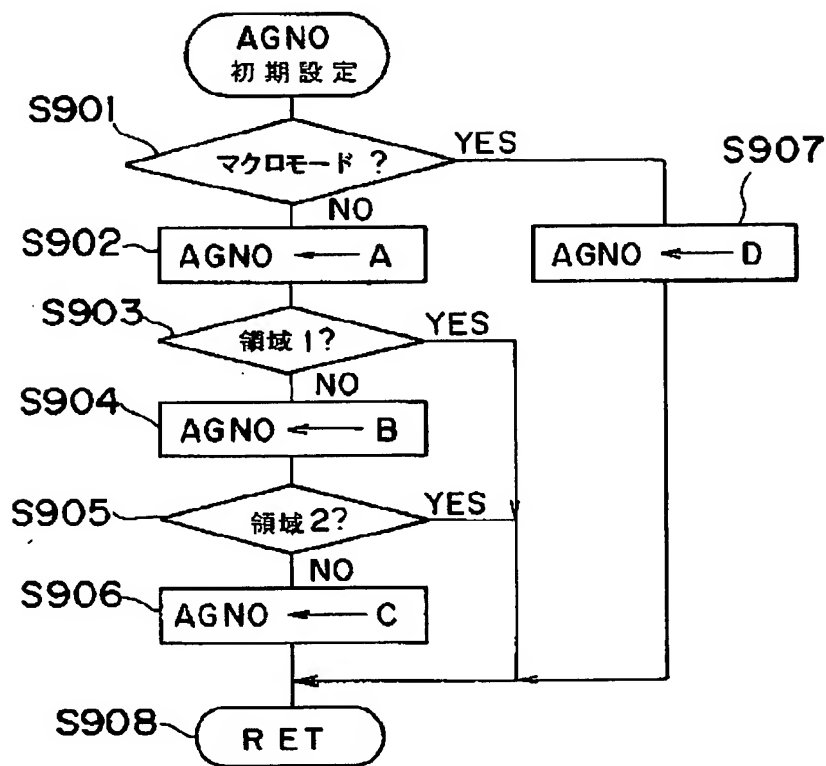 AGNO
初期設定
S901
マクロモード?
YES
S907
NO
S902
AGNO ← A
AGNO ← D
S903
領域1?
YES
NO
S904
AGNO ← B
S905
領域2?
YES
NO
S906
AGNO ← C
S908
RET